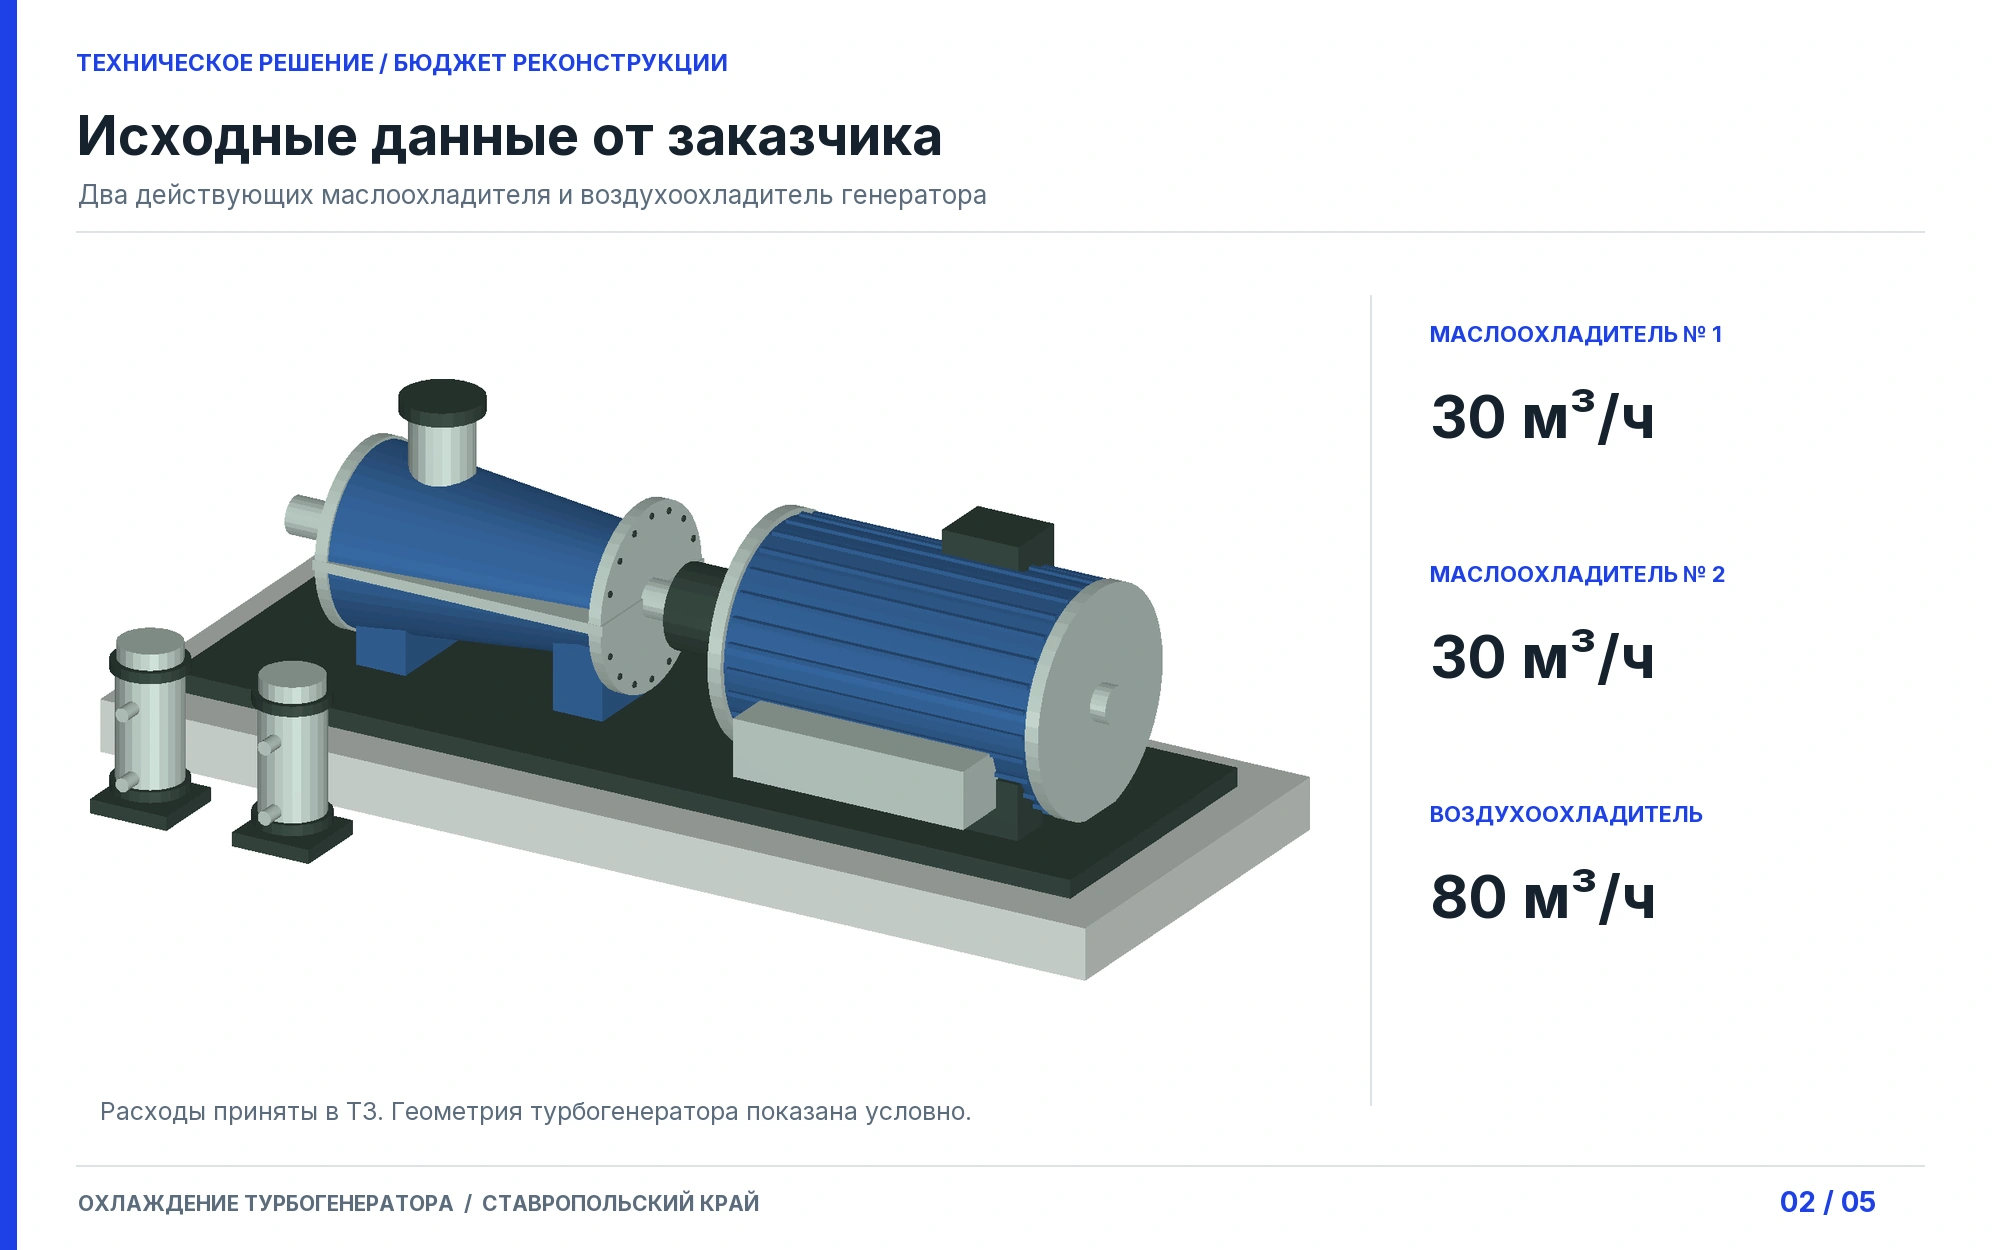 ТЕХНИЧЕСКОЕ РЕШЕНИЕ / БЮДЖЕТ РЕКОНСТРУКЦИИ
Исходные данные от заказчика
Два действующих маслоохладителя и воздухоохладитель генератора
МАСЛООХЛАДИТЕЛЬ № 1
30 м³/ч
МАСЛООХЛАДИТЕЛЬ № 2
30 м³/ч
ВОЗДУХООХЛАДИТЕЛЬ
80 м³/ч
Расходы приняты в ТЗ. Геометрия турбогенератора показана условно.
ОХЛАЖДЕНИЕ ТУРБОГЕНЕРАТОРА / СТАВРОПОЛЬСКИЙ КРАЙ
02 / 05